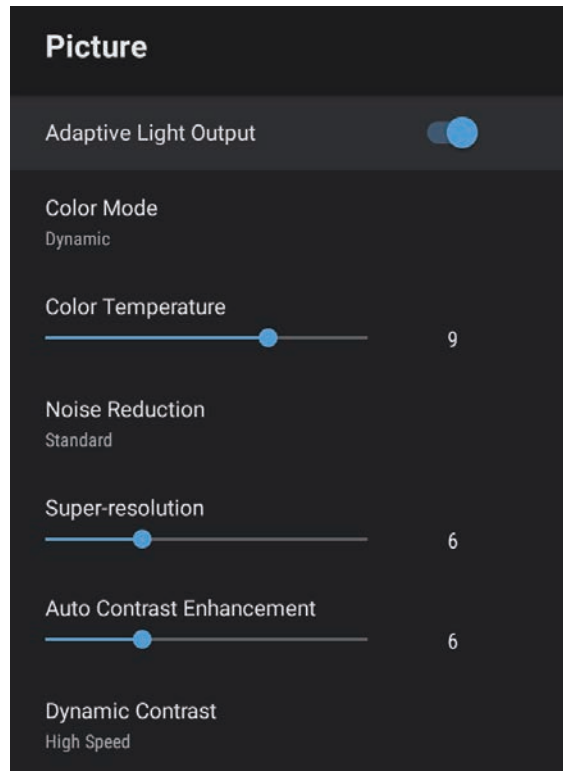 Picture
Adaptive Light Output
Color Mode
Dynamic
Color Temperature
9
Noise Reduction
Standard
Super-resolution
6
Auto Contrast Enhancement
6
Dynamic Contrast
High Speed